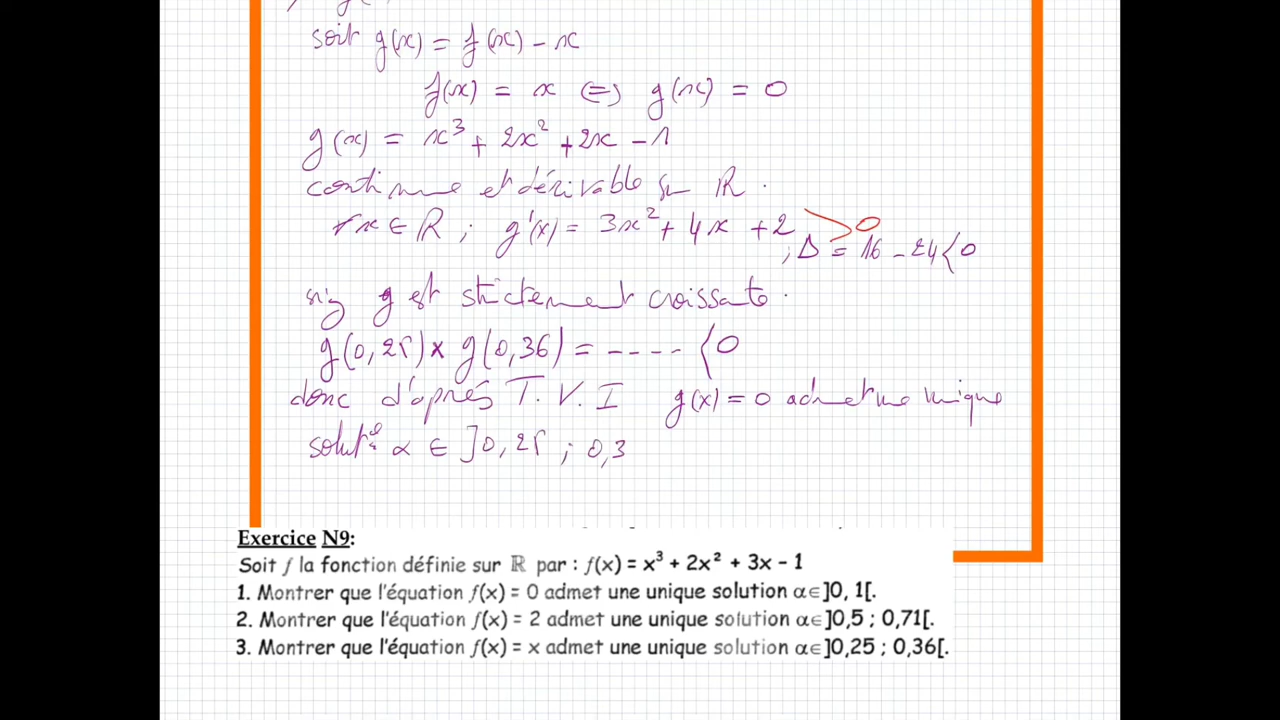 soit g(x) = f(x) - x
f(x) = x ⇔ g(x) = 0
g(x) = x³ + 2x² + 2x - 1
continue et dérivable sur ℝ.
∀x ∈ ℝ ; g'(x) = 3x² + 4x + 2 > 0
; Δ = 16 - 24 < 0
g est strictement croissante.
g(0,25) × g(0,36) = ---- < 0
donc d'après T.V.I g(x) = 0 admet une unique
solut° α ∈ ]0,25 ; 0,3
Exercice N9:
Soit f la fonction définie sur ℝ par : f(x) = x³ + 2x² + 3x - 1
1. Montrer que l'équation f(x) = 0 admet une unique solution α∈]0, 1[.
2. Montrer que l'équation f(x) = 2 admet une unique solution α∈]0,5 ; 0,71[.
3. Montrer que l'équation f(x) = x admet une unique solution α∈]0,25 ; 0,36[.